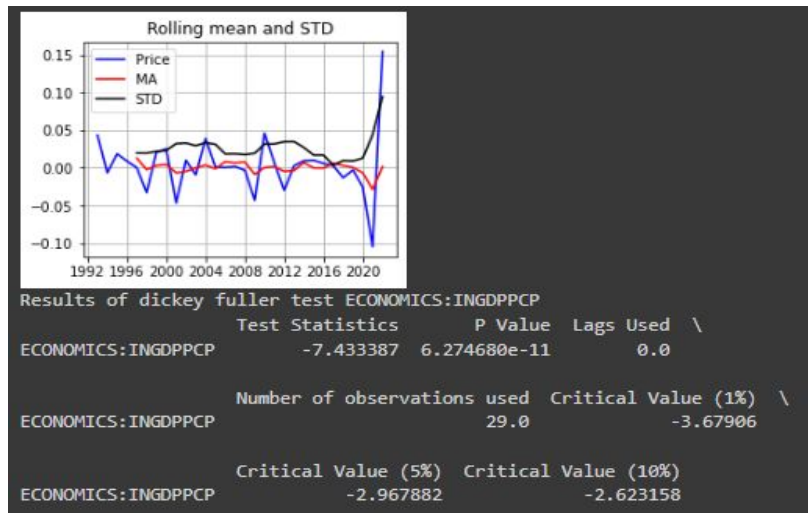 Rolling mean and STD
Price
MA
STD
0.15
0.10
0.05
0.00
−0.05
−0.10
1992 1996 2000 2004 2008 2012 2016 2020
Results of dickey fuller test ECONOMICS:INGDPPCP
Test Statistics P Value Lags Used \
ECONOMICS:INGDPPCP -7.433387 6.274680e-11 0.0
Number of observations used Critical Value (1%) \
ECONOMICS:INGDPPCP 29.0 -3.67906
Critical Value (5%) Critical Value (10%)
ECONOMICS:INGDPPCP -2.967882 -2.623158